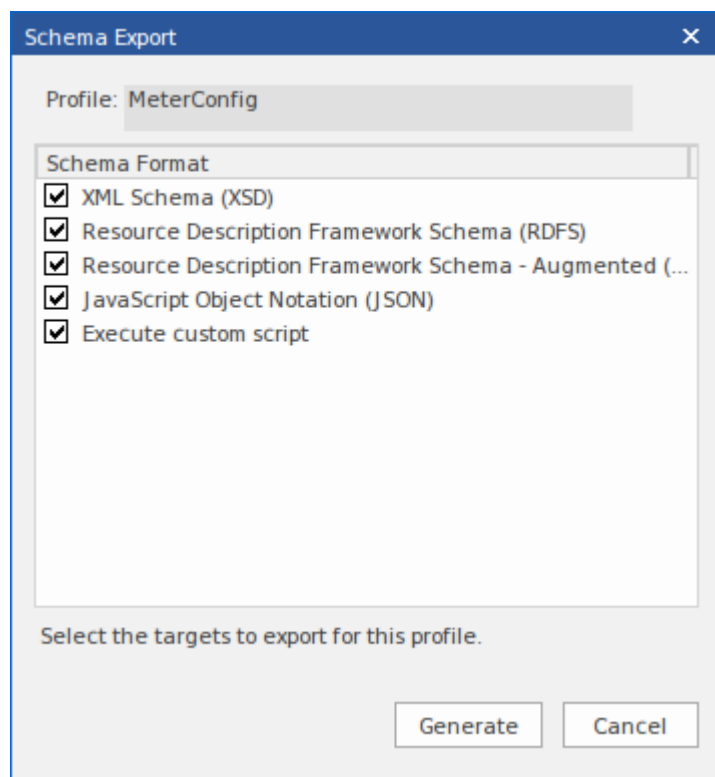 Schema Export
Profile: MeterConfig
Schema Format
XML Schema (XSD)
Resource Description Framework Schema (RDFS)
Resource Description Framework Schema - Augmented (...
JavaScript Object Notation (JSON)
Execute custom script
Select the targets to export for this profile.
Generate Cancel